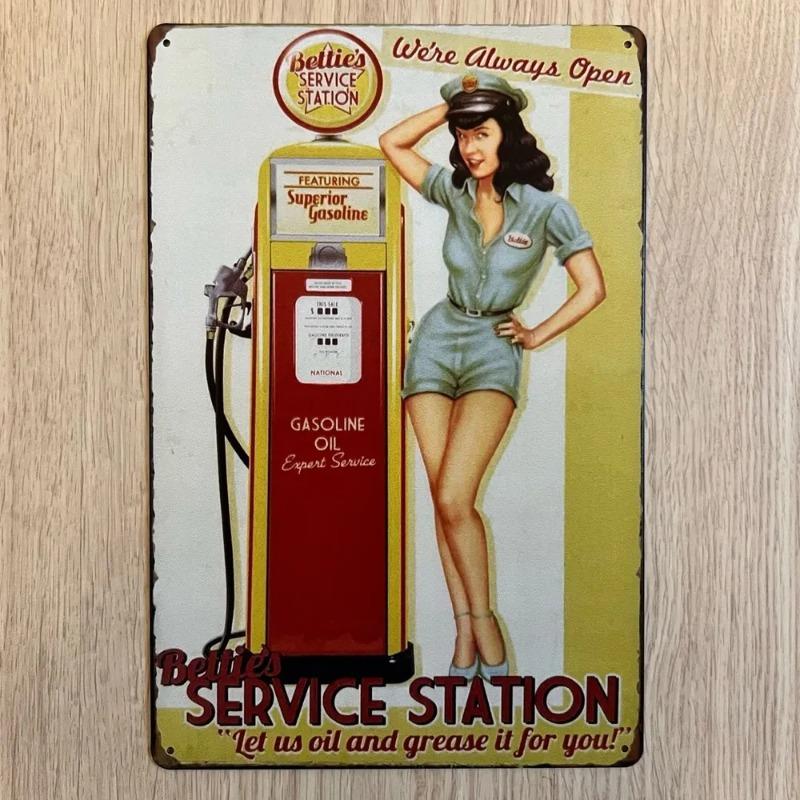 We're Always Open
Bettie's
SERVICE
STATION
FEATURING
Superior
Gasoline
THIS SALE
$
NATIONAL
GASOLINE
OIL
Expert Service
Bettie
Bettie's
SERVICE STATION
"Let us oil and grease it for you!"